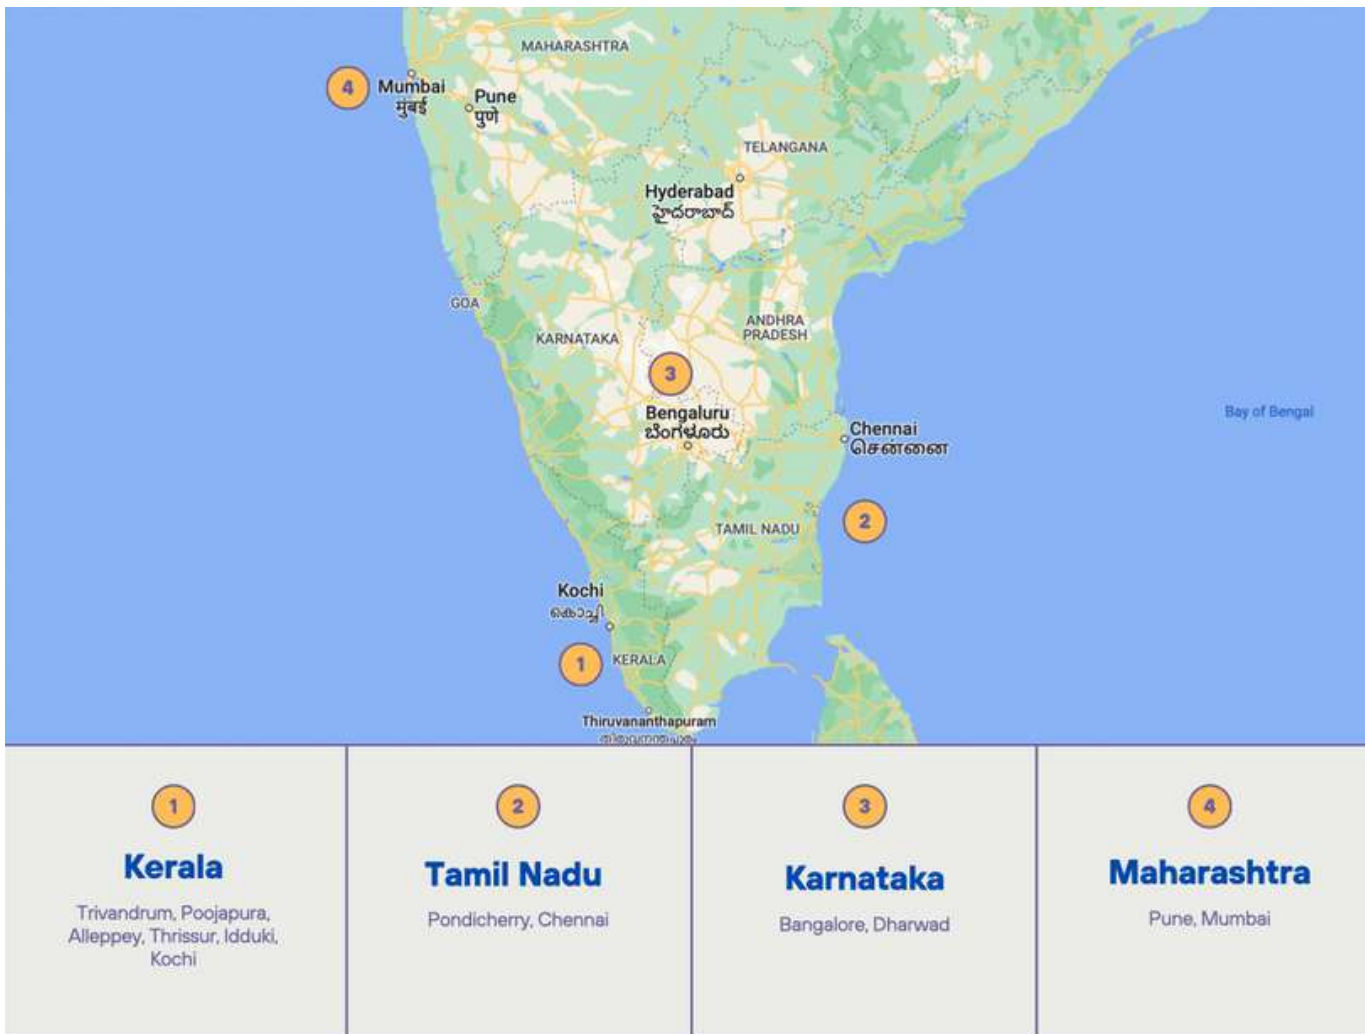 MAHARASHTRA
4
Mumbai
मुंबई
Pune
पुणे
TELANGANA
Hyderabad
హైదరాబాద్
GOA
KARNATAKA
ANDHRA
PRADESH
3
Bengaluru
ಬೆಂಗಳೂರು
Chennai
சென்னை
Bay of Bengal
2
TAMIL NADU
Kochi
കൊച്ചി
1
KERALA
Thiruvananthapuram
തിരുവനന്തപുരം
1
Kerala
Trivandrum, Poojapura,
Alleppey, Thrissur, Idduki,
Kochi
2
Tamil Nadu
Pondicherry, Chennai
3
Karnataka
Bangalore, Dharwad
4
Maharashtra
Pune, Mumbai